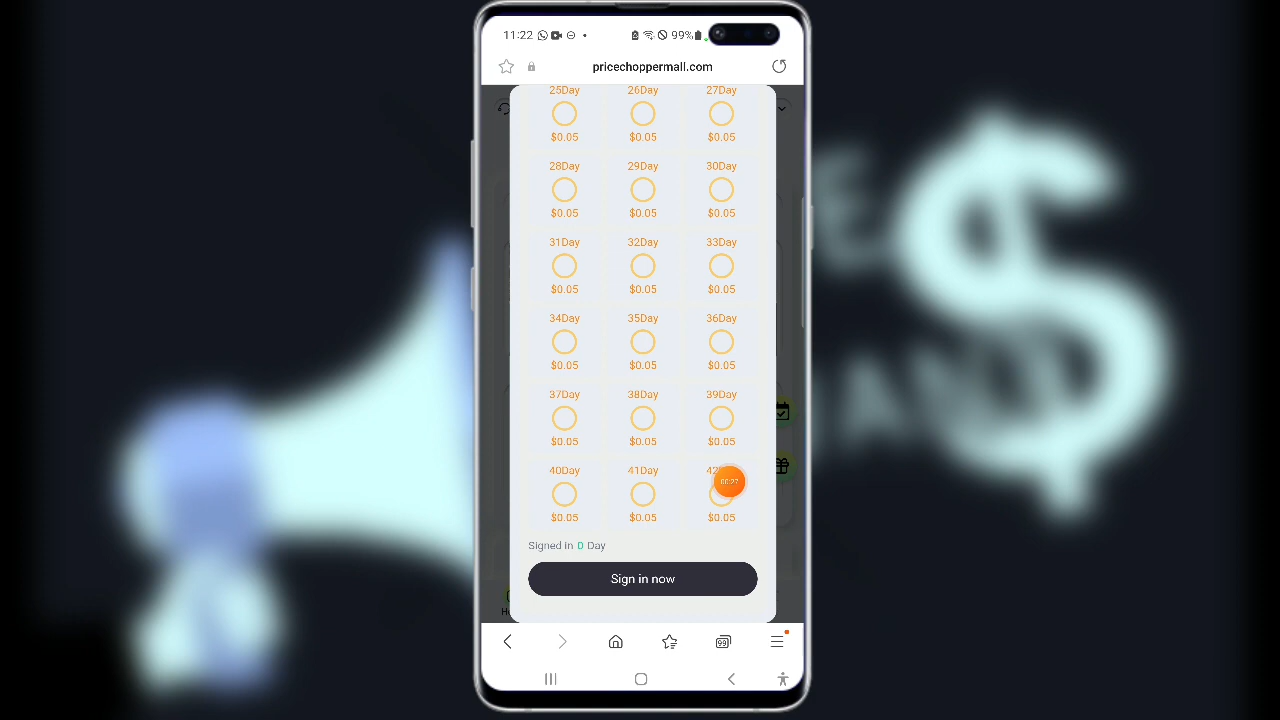 11:22
99%
pricechoppermall.com
25Day 26Day 27Day
$0.05 $0.05 $0.05
28Day 29Day 30Day
$0.05 $0.05 $0.05
31Day 32Day 33Day
$0.05 $0.05 $0.05
34Day 35Day 36Day
$0.05 $0.05 $0.05
37Day 38Day 39Day
$0.05 $0.05 $0.05
40Day 41Day
00:27
$0.05 $0.05 $0.05
Signed in 0 Day
Sign in now
99